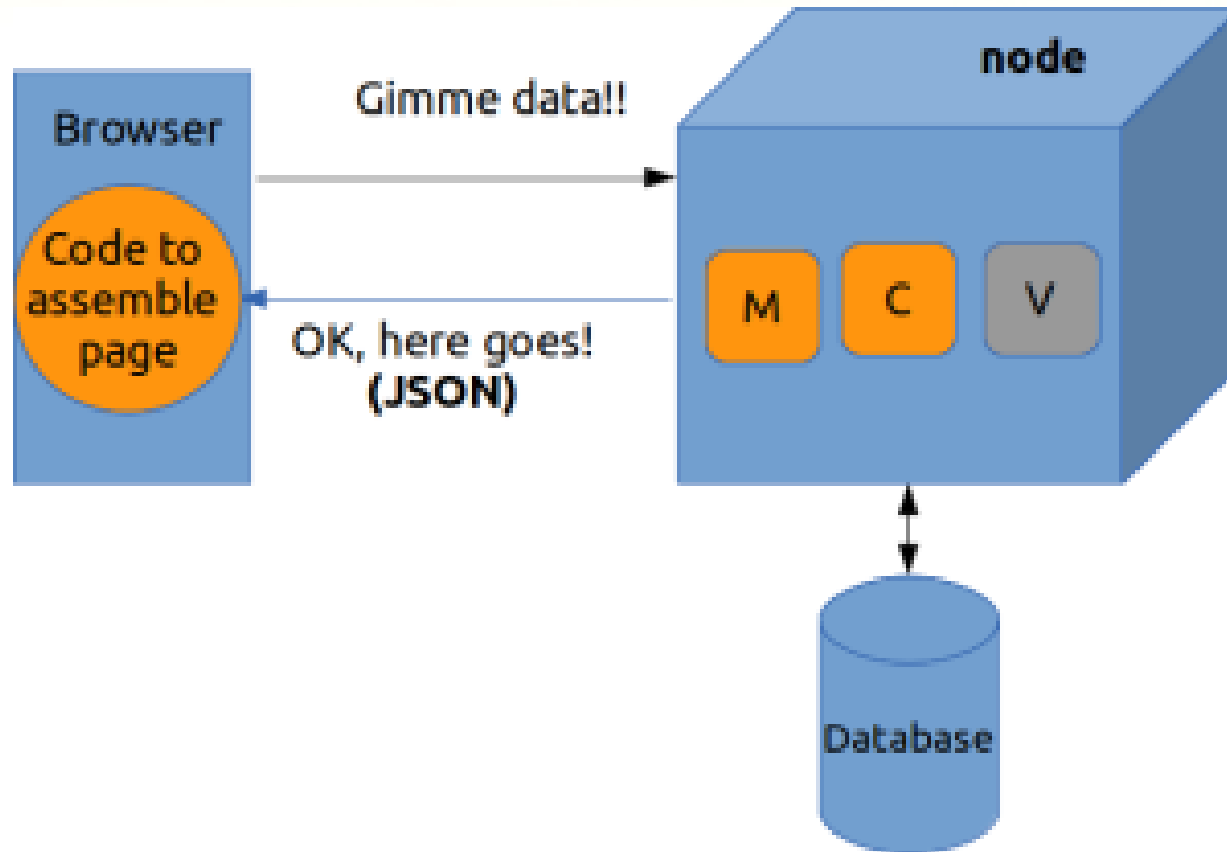 node
Gimme data!!
Browser
Code to
assemble
page
M
C
V
OK, here goes!
(JSON)
Database